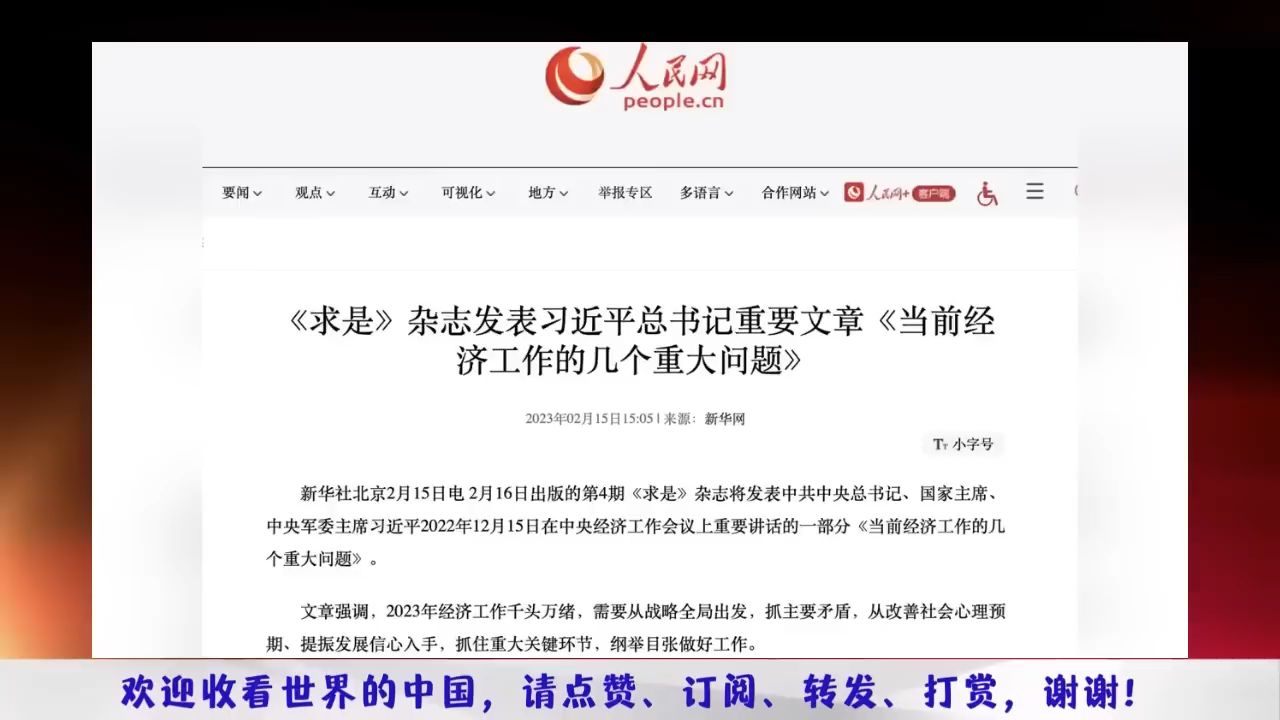 人民网
people.cn
要闻 观点 互动 可视化 地方 举报专区 多语言 合作网站 人民网+ 客户端
《求是》杂志发表习近平总书记重要文章《当前经
济工作的几个重大问题》
2023年02月15日15:05 | 来源：新华网
TT 小字号
新华社北京2月15日电 2月16日出版的第4期《求是》杂志将发表中共中央总书记、国家主席、
中央军委主席习近平2022年12月15日在中央经济工作会议上重要讲话的一部分《当前经济工作的几
个重大问题》。
文章强调，2023年经济工作千头万绪，需要从战略全局出发，抓主要矛盾，从改善社会心理预
期、提振发展信心入手，抓住重大关键环节，纲举目张做好工作。
欢迎收看世界的中国，请点赞、订阅、转发、打赏，谢谢!